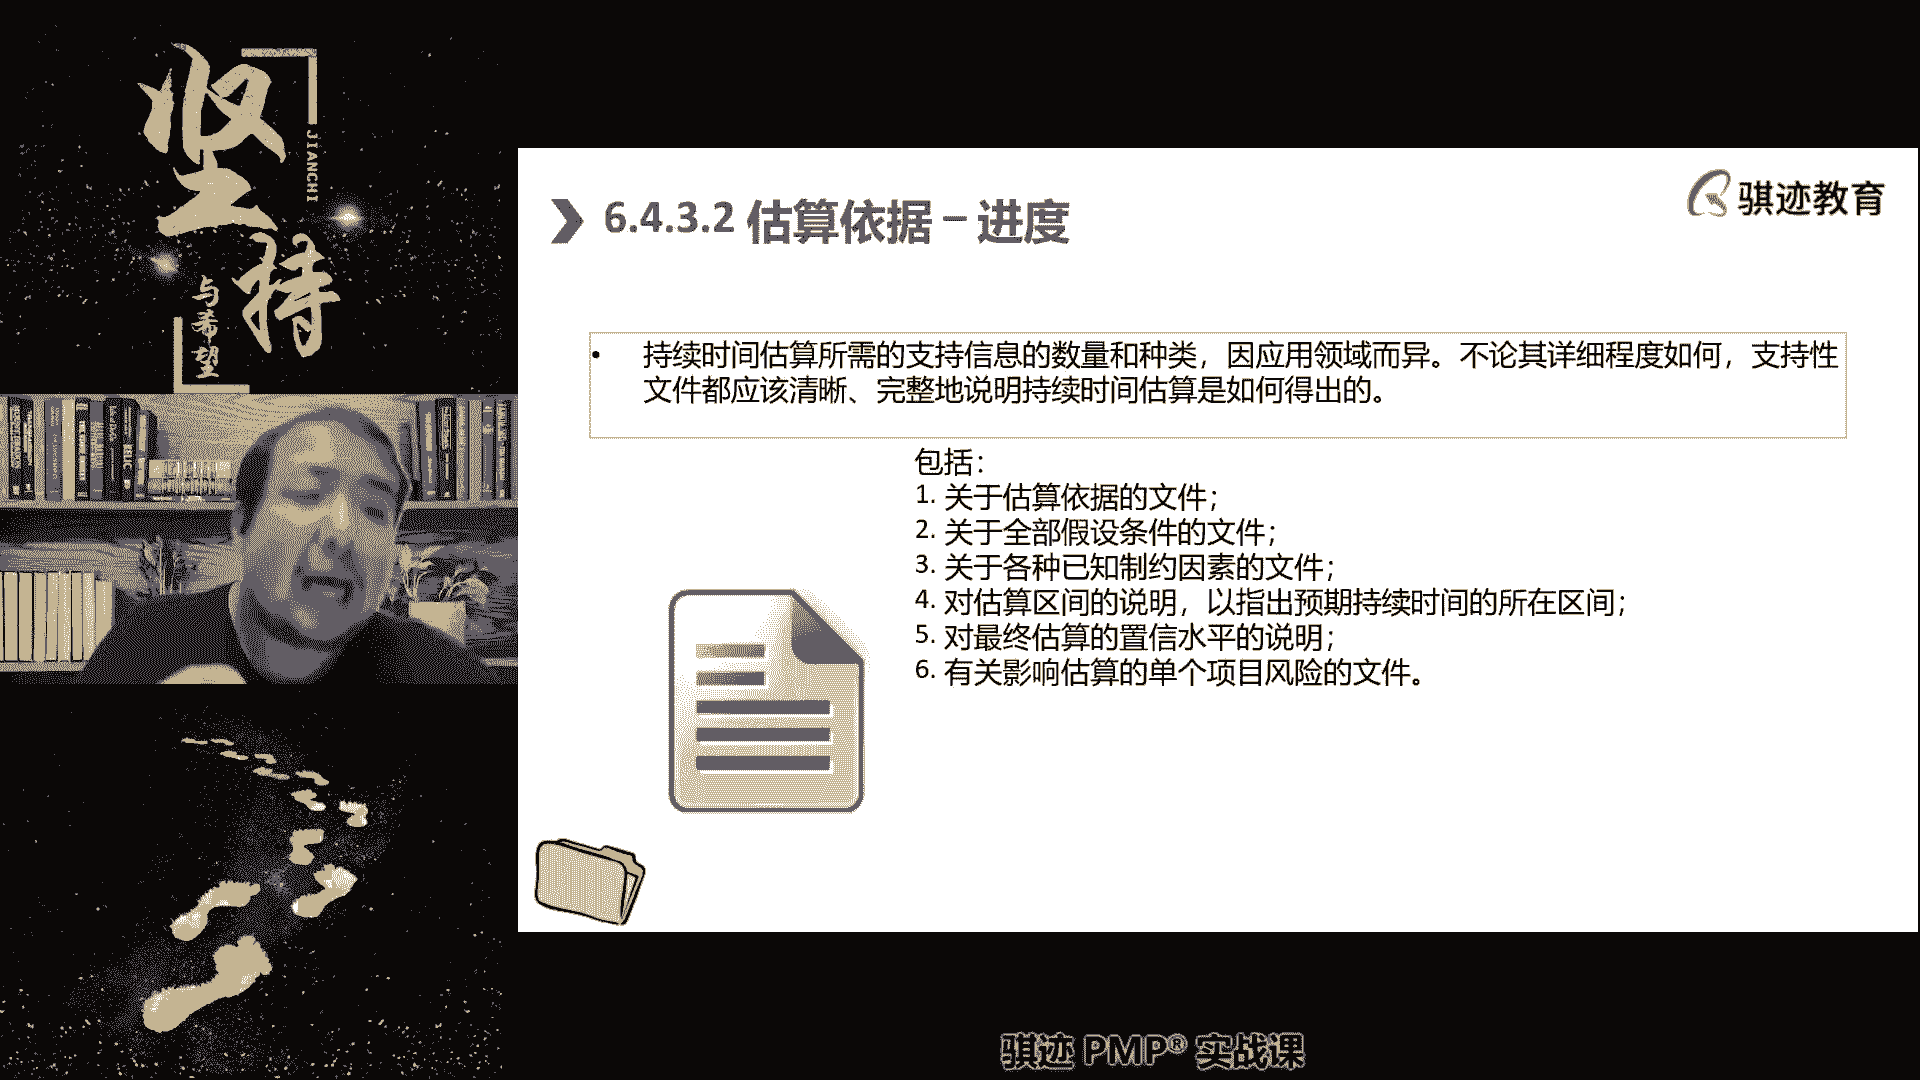 坚持
JIANCHI
与希望
骐迹教育
6.4.3.2 估算依据 – 进度
• 持续时间估算所需的支持信息的数量和种类，因应用领域而异。不论其详细程度如何，支持性
文件都应该清晰、完整地说明持续时间估算是如何得出的。
包括：
1. 关于估算依据的文件；
2. 关于全部假设条件的文件；
3. 关于各种已知制约因素的文件；
4. 对估算区间的说明，以指出预期持续时间的所在区间；
5. 对最终估算的置信水平的说明；
6. 有关影响估算的单个项目风险的文件。
骐迹 PMP® 实战课